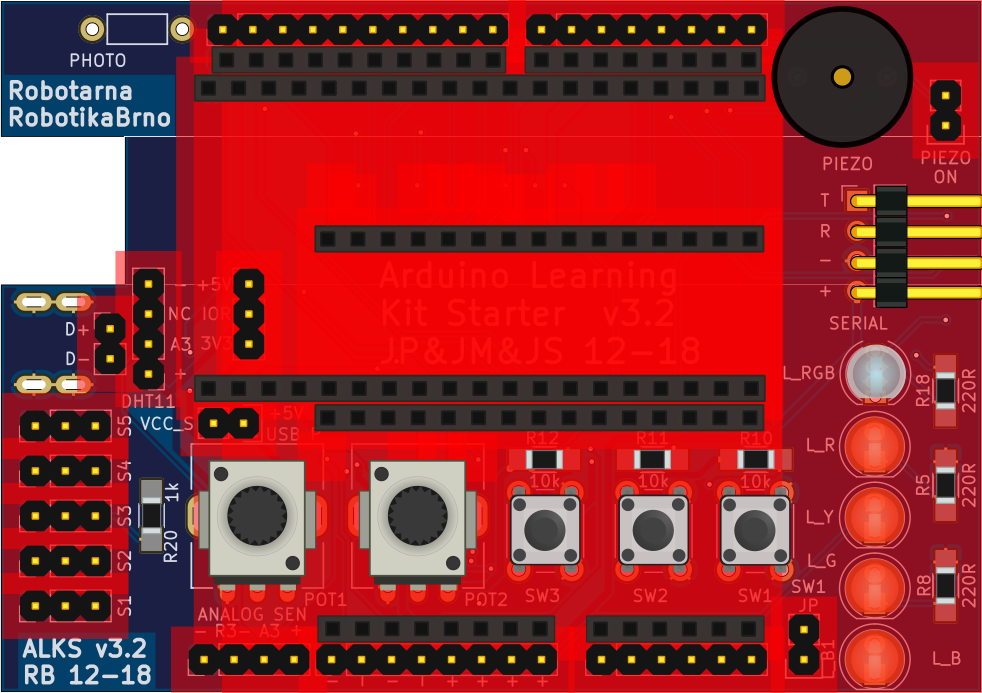 PHOTO
Robotarna
RobotikaBrno
PIEZO
PIEZO
ON
T
R
-
+
SERIAL
- +5V
NC IOR
A3 3V3
+
D+
D-
DHT11
Arduino Learning
Kit Starter v3.2
JP&JM&JS 12-18
VCC_S
+5V
USB
S5
S4
S3
S2
S1
1k
R20
R12
10k
R11
10k
R10
10k
L_RGB
R18
220R
L_R
R5
220R
L_Y
L_G
R8
220R
SW1
JP
B1
L_B
POT1
POT2
SW3
SW2
SW1
ANALOG SEN
- R3- A3 +
- | - | + + + +
ALKS v3.2
RB 12-18